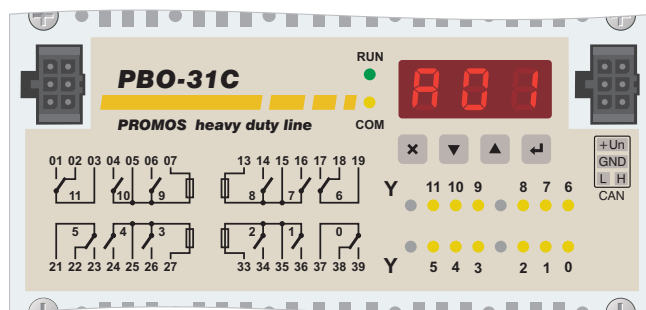 RUN
PBO-31C
A01
PROMOS heavy duty line
COM
+Un
GND
L H
CAN
01 02 03 04 05 06 07
13 14 15 16 17 18 19
11 10 9
8 7 6
Y 11 10 9 8 7 6
5 4 3
2 1 0
21 22 23 24 25 26 27
33 34 35 36 37 38 39
Y 5 4 3 2 1 0